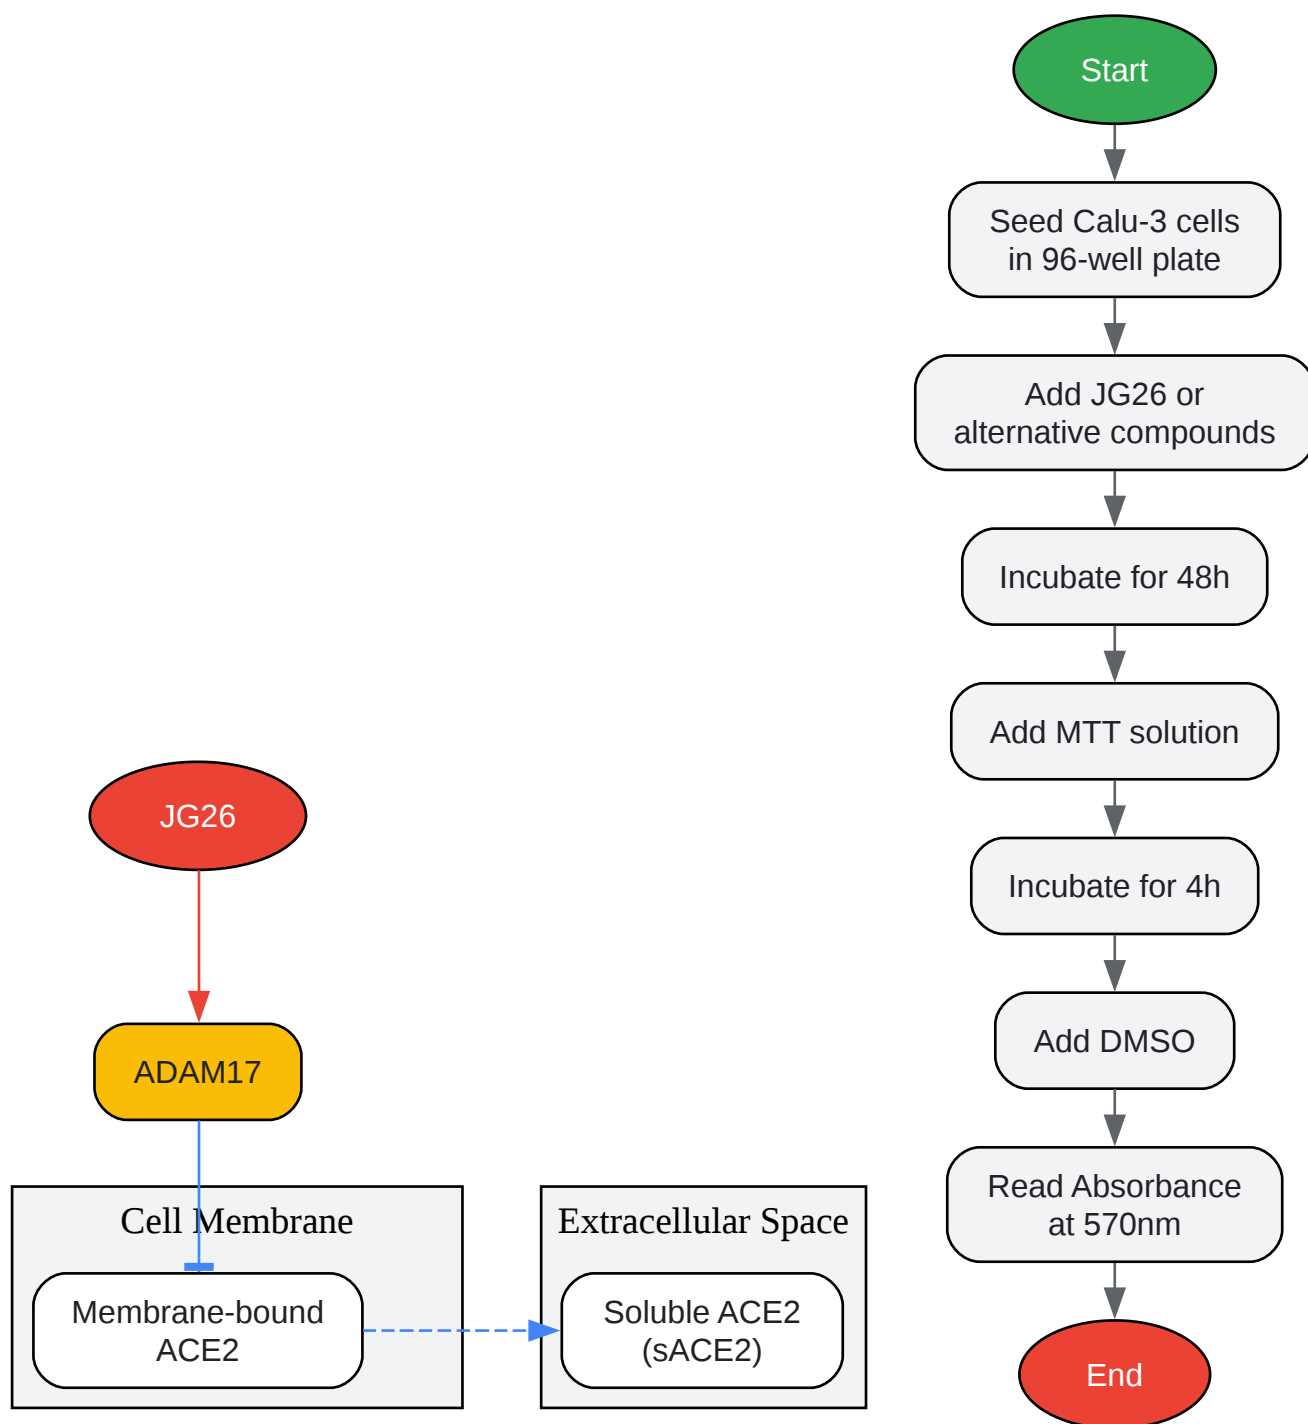 Start
Seed Calu-3 cells
in 96-well plate
Add JG26 or
alternative compounds
Incubate for 48h
Add MTT solution
Incubate for 4h
Add DMSO
Read Absorbance
at 570nm
End
JG26
ADAM17
Cell Membrane
Membrane-bound
ACE2
Extracellular Space
Soluble ACE2
(sACE2)